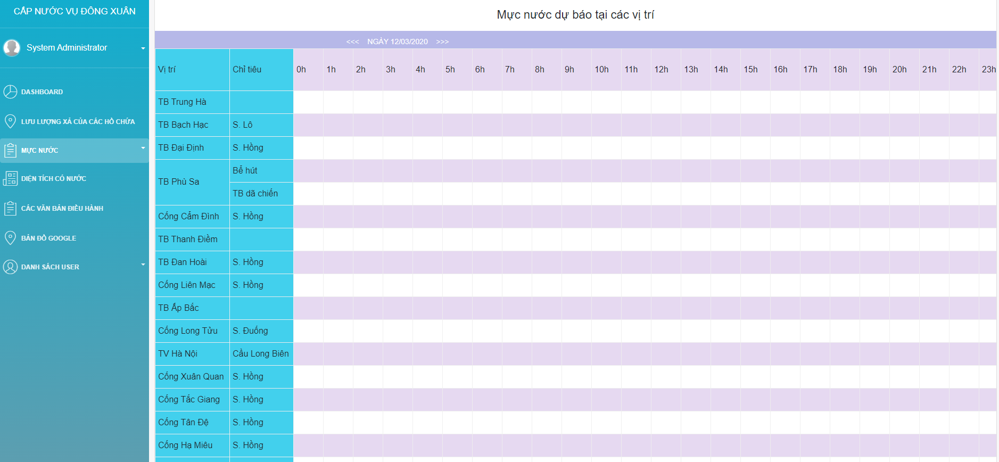 CẤP NƯỚC VỤ ĐÔNG XUÂN
System Administrator
DASHBOARD
LƯU LƯỢNG XẢ CỦA CÁC HỒ CHỨA
MỰC NƯỚC
DIỆN TÍCH CÓ NƯỚC
CÁC VĂN BẢN ĐIỀU HÀNH
BẢN ĐỒ GOOGLE
DANH SÁCH USER
Mực nước dự báo tại các vị trí
<<< NGÀY 12/03/2020 >>>
Vị trí Chỉ tiêu 0h 1h 2h 3h 4h 5h 6h 7h 8h 9h 10h 11h 12h 13h 14h 15h 16h 17h 18h 19h 20h 21h 22h 23h
TB Trung Hà
TB Bạch Hạc S. Lô
TB Đại Định S. Hồng
TB Phù Sa Bể hút
TB dã chiến
Cống Cẩm Đình S. Hồng
TB Thanh Điềm
TB Đan Hoài S. Hồng
Cống Liên Mạc S. Hồng
TB Ấp Bắc
Cống Long Tửu S. Đuống
TV Hà Nội Cầu Long Biên
Cống Xuân Quan S. Hồng
Cống Tắc Giang S. Hồng
Cống Tân Đệ S. Hồng
Cống Hạ Miêu S. Hồng